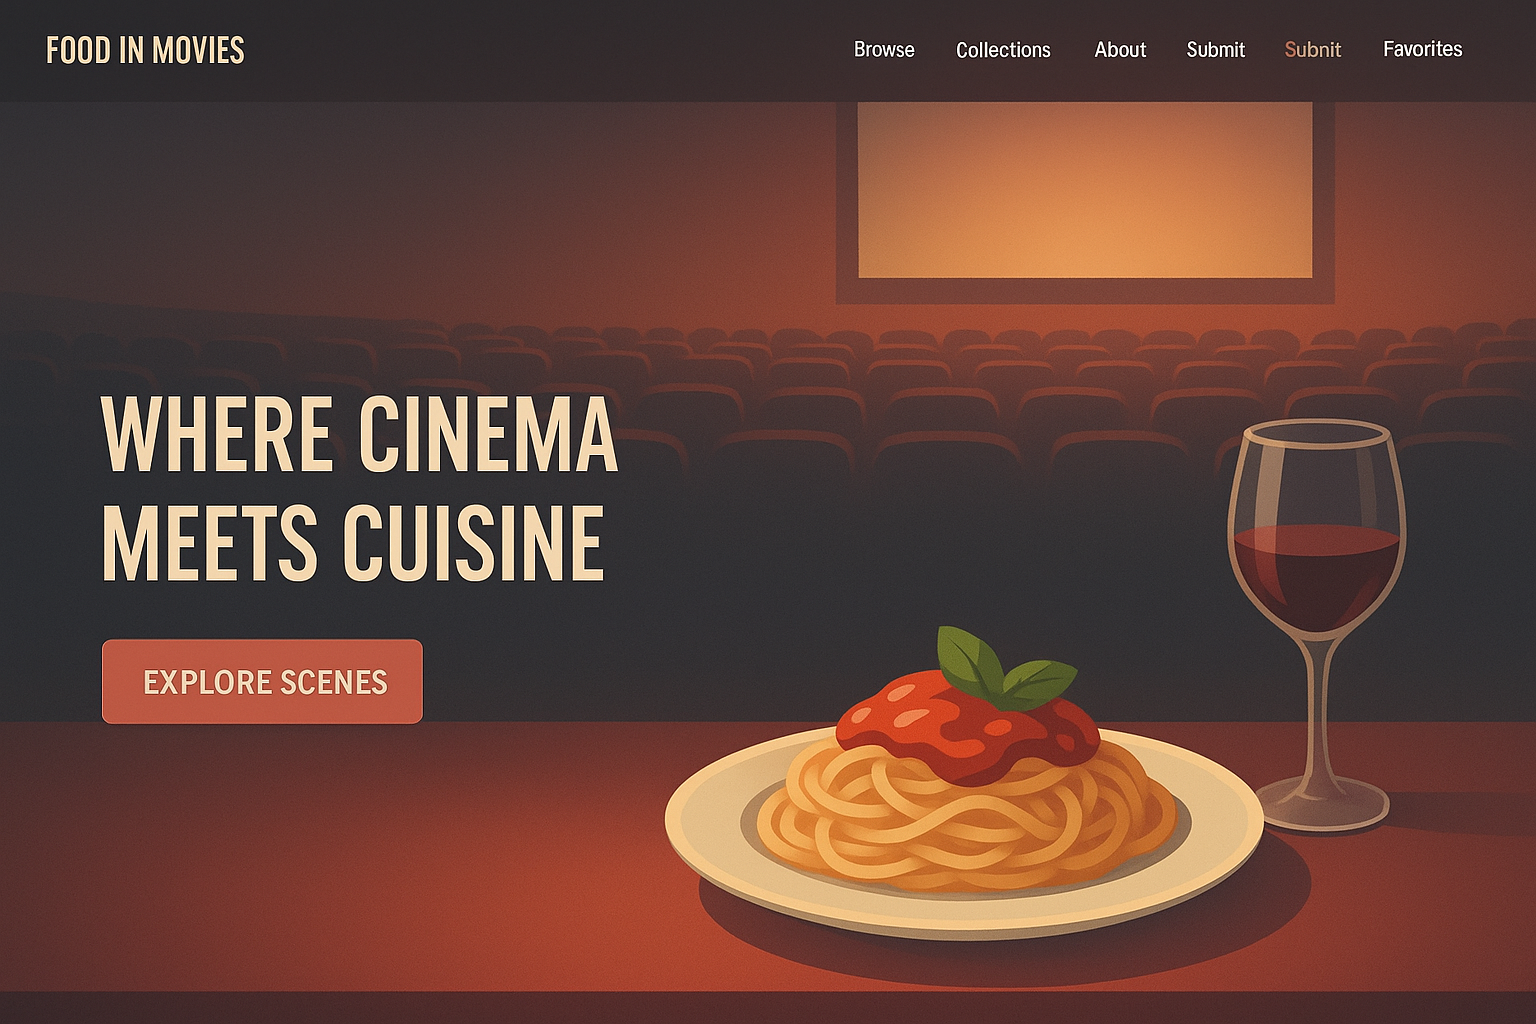 FOOD IN MOVIES
Browse Collections About Submit Subnit Favorites
WHERE CINEMA
MEETS CUISINE
EXPLORE SCENES